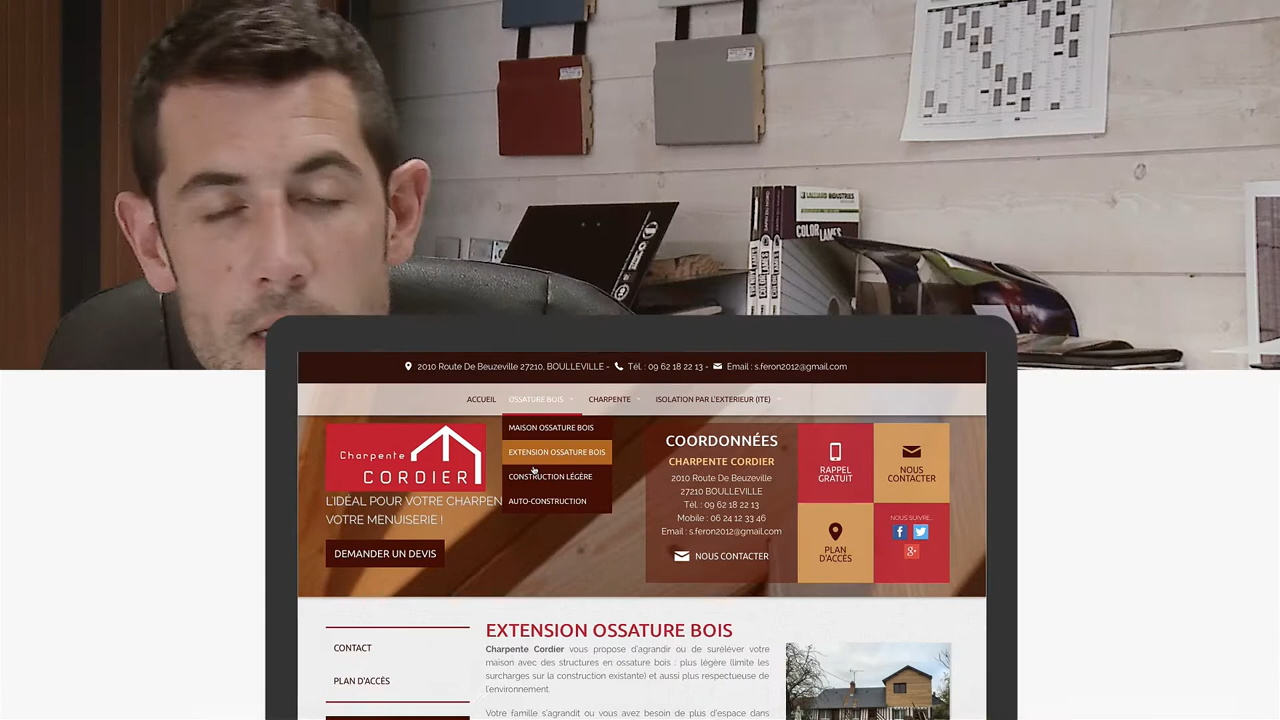 LALLIARD INDUSTRIES
COLOR LAMES
2010 Route De Beuzeville 27210, BOULLEVILLE - Tél. : 09 62 18 22 13 - Email : s.feron2012@gmail.com
ACCUEIL OSSATURE BOIS CHARPENTE ISOLATION PAR L'EXTERIEUR (ITE)
MAISON OSSATURE BOIS
EXTENSION OSSATURE BOIS
CONSTRUCTION LÉGÈRE
AUTO-CONSTRUCTION
Charpente
CORDIER
L'IDÉAL POUR VOTRE CHARPEN
VOTRE MENUISERIE !
DEMANDER UN DEVIS
COORDONNÉES
CHARPENTE CORDIER
2010 Route De Beuzeville
27210 BOULLEVILLE
Tél. : 09 62 18 22 13
Mobile : 06 24 12 33 46
Email : s.feron2012@gmail.com
NOUS CONTACTER
RAPPEL
GRATUIT
NOUS
CONTACTER
PLAN
D'ACCÈS
NOUS SUIVRE...
CONTACT
PLAN D'ACCÈS
EXTENSION OSSATURE BOIS
Charpente Cordier vous propose d'agrandir ou de surélever votre
maison avec des structures en ossature bois : plus légère (limite les
surcharges sur la construction existante) et aussi plus respectueuse de
l'environnement.
Votre famille s'agrandit ou vous avez besoin de plus d'espace dans